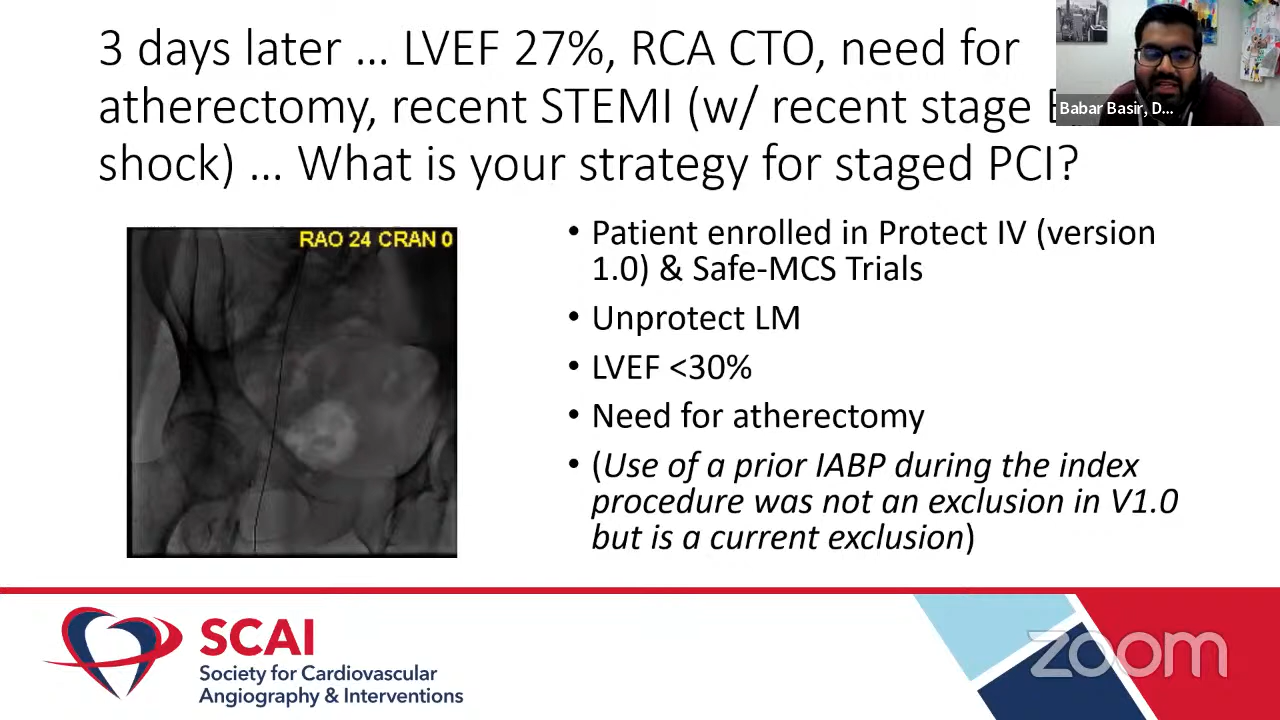 3 days later … LVEF 27%, RCA CTO, need for
atherectomy, recent STEMI (w/ recent stage
shock) … What is your strategy for staged PCI?
Babar Basir, D...
RAO 24 CRAN 0
• Patient enrolled in Protect IV (version
1.0) & Safe-MCS Trials
• Unprotect LM
• LVEF <30%
• Need for atherectomy
• (Use of a prior IABP during the index
procedure was not an exclusion in V1.0
but is a current exclusion)
SCAI
Society for Cardiovascular
Angiography & Interventions
zoom